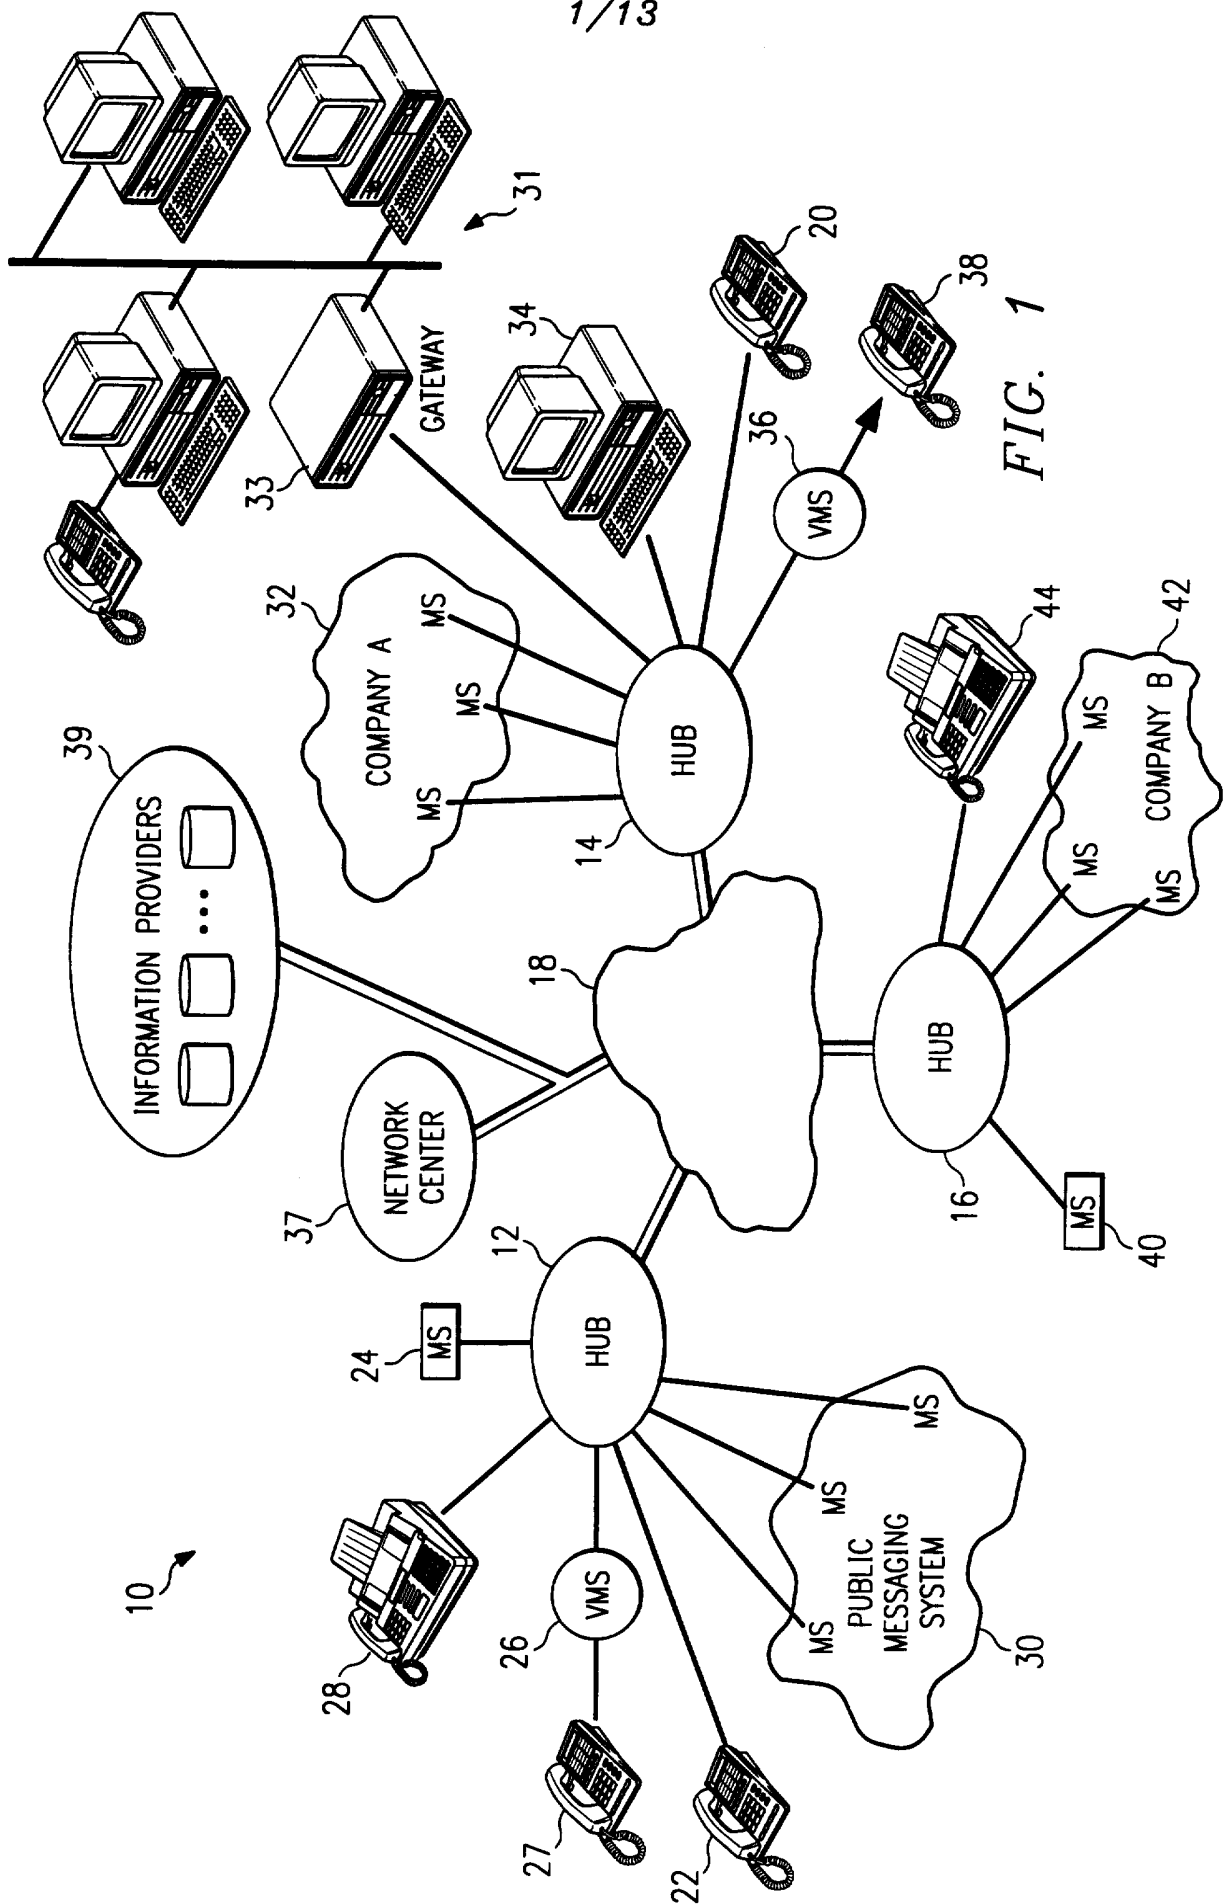 1/13
10
28
27
22
26
VMS
24
MS
12
HUB
MS
MS
MS
PUBLIC
MESSAGING
SYSTEM
30
37
NETWORK
CENTER
39
INFORMATION PROVIDERS
18
32
COMPANY A
MS
MS
MS
14
HUB
33
GATEWAY
31
34
20
36
VMS
38
16
HUB
MS
40
44
42
MS
MS
MS
COMPANY B
FIG. 1